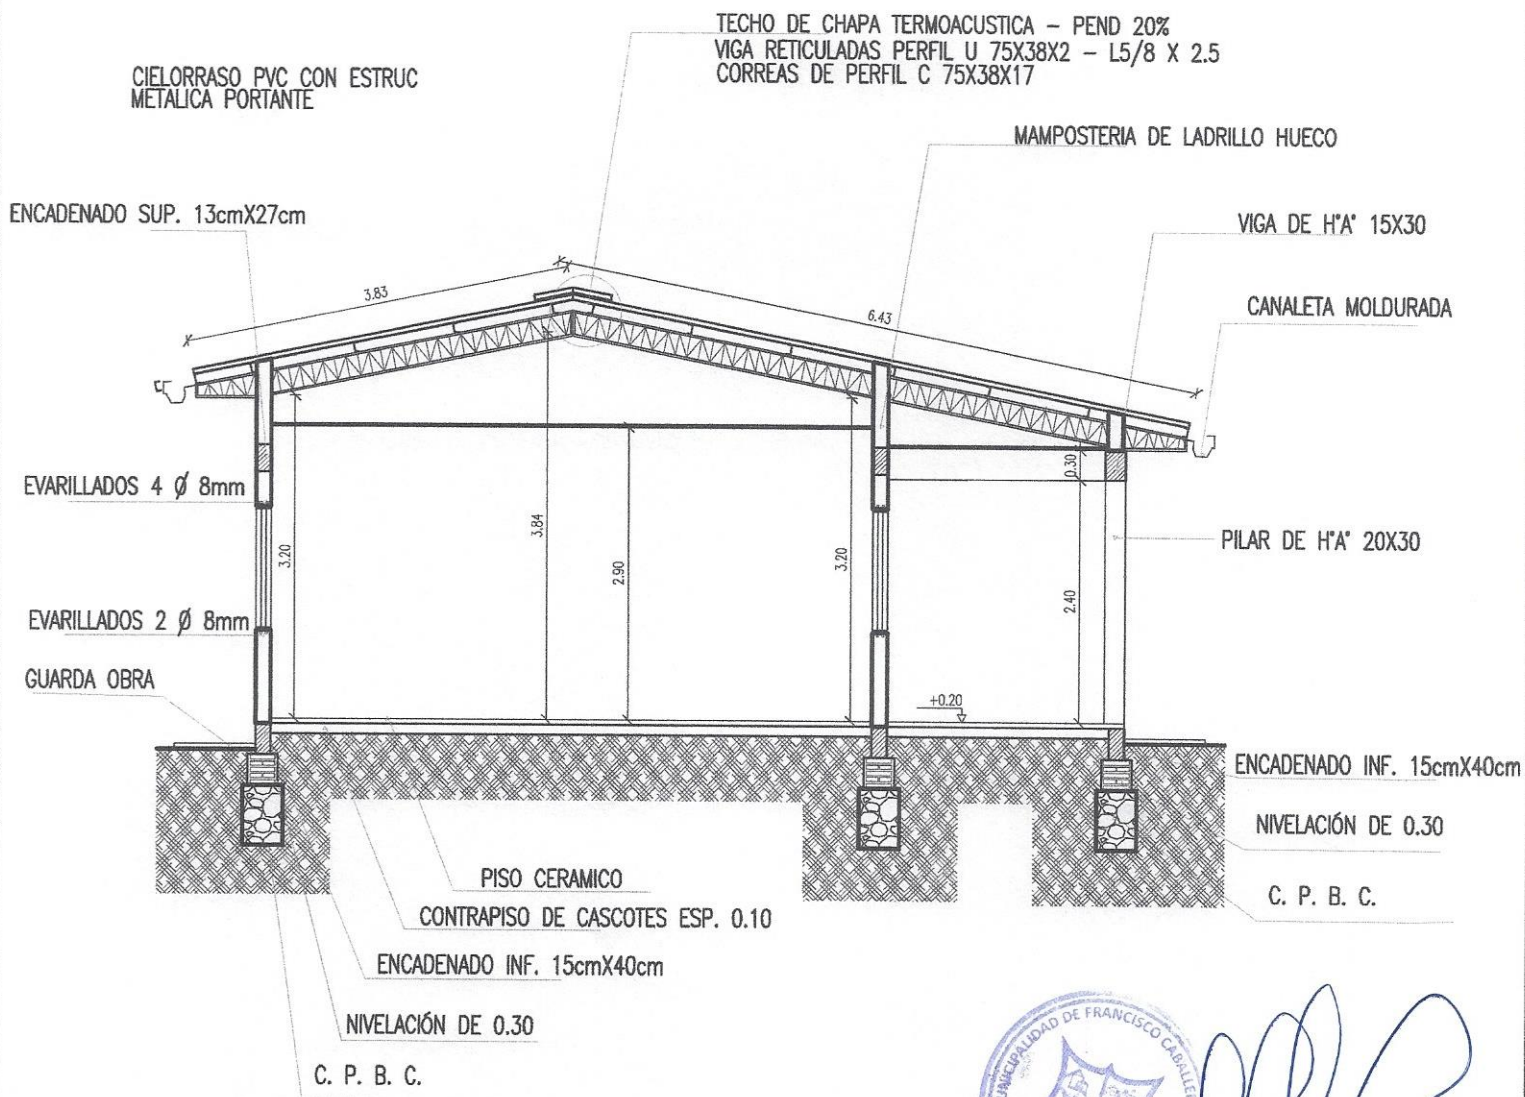 TECHO DE CHAPA TERMOACUSTICA - PEND 20%
VIGA RETICULADAS PERFIL U 75X38X2 - L5/8 X 2.5
CORREAS DE PERFIL C 75X38X17
CIELORRASO PVC CON ESTRUC
METALICA PORTANTE
MAMPOSTERIA DE LADRILLO HUECO
ENCADENADO SUP. 13cmX27cm
VIGA DE H°A° 15X30
3.83
6.43
CANALETA MOLDURADA
0.30
EVARILLADOS 4 Ø 8mm
3.84
3.20
2.90
3.20
PILAR DE H°A° 20X30
2.40
EVARILLADOS 2 Ø 8mm
GUARDA OBRA
+0.20
ENCADENADO INF. 15cmX40cm
NIVELACIÓN DE 0.30
PISO CERAMICO
C. P. B. C.
CONTRAPISO DE CASCOTES ESP. 0.10
ENCADENADO INF. 15cmX40cm
NIVELACIÓN DE 0.30
C. P. B. C.
DE FRANCISCO